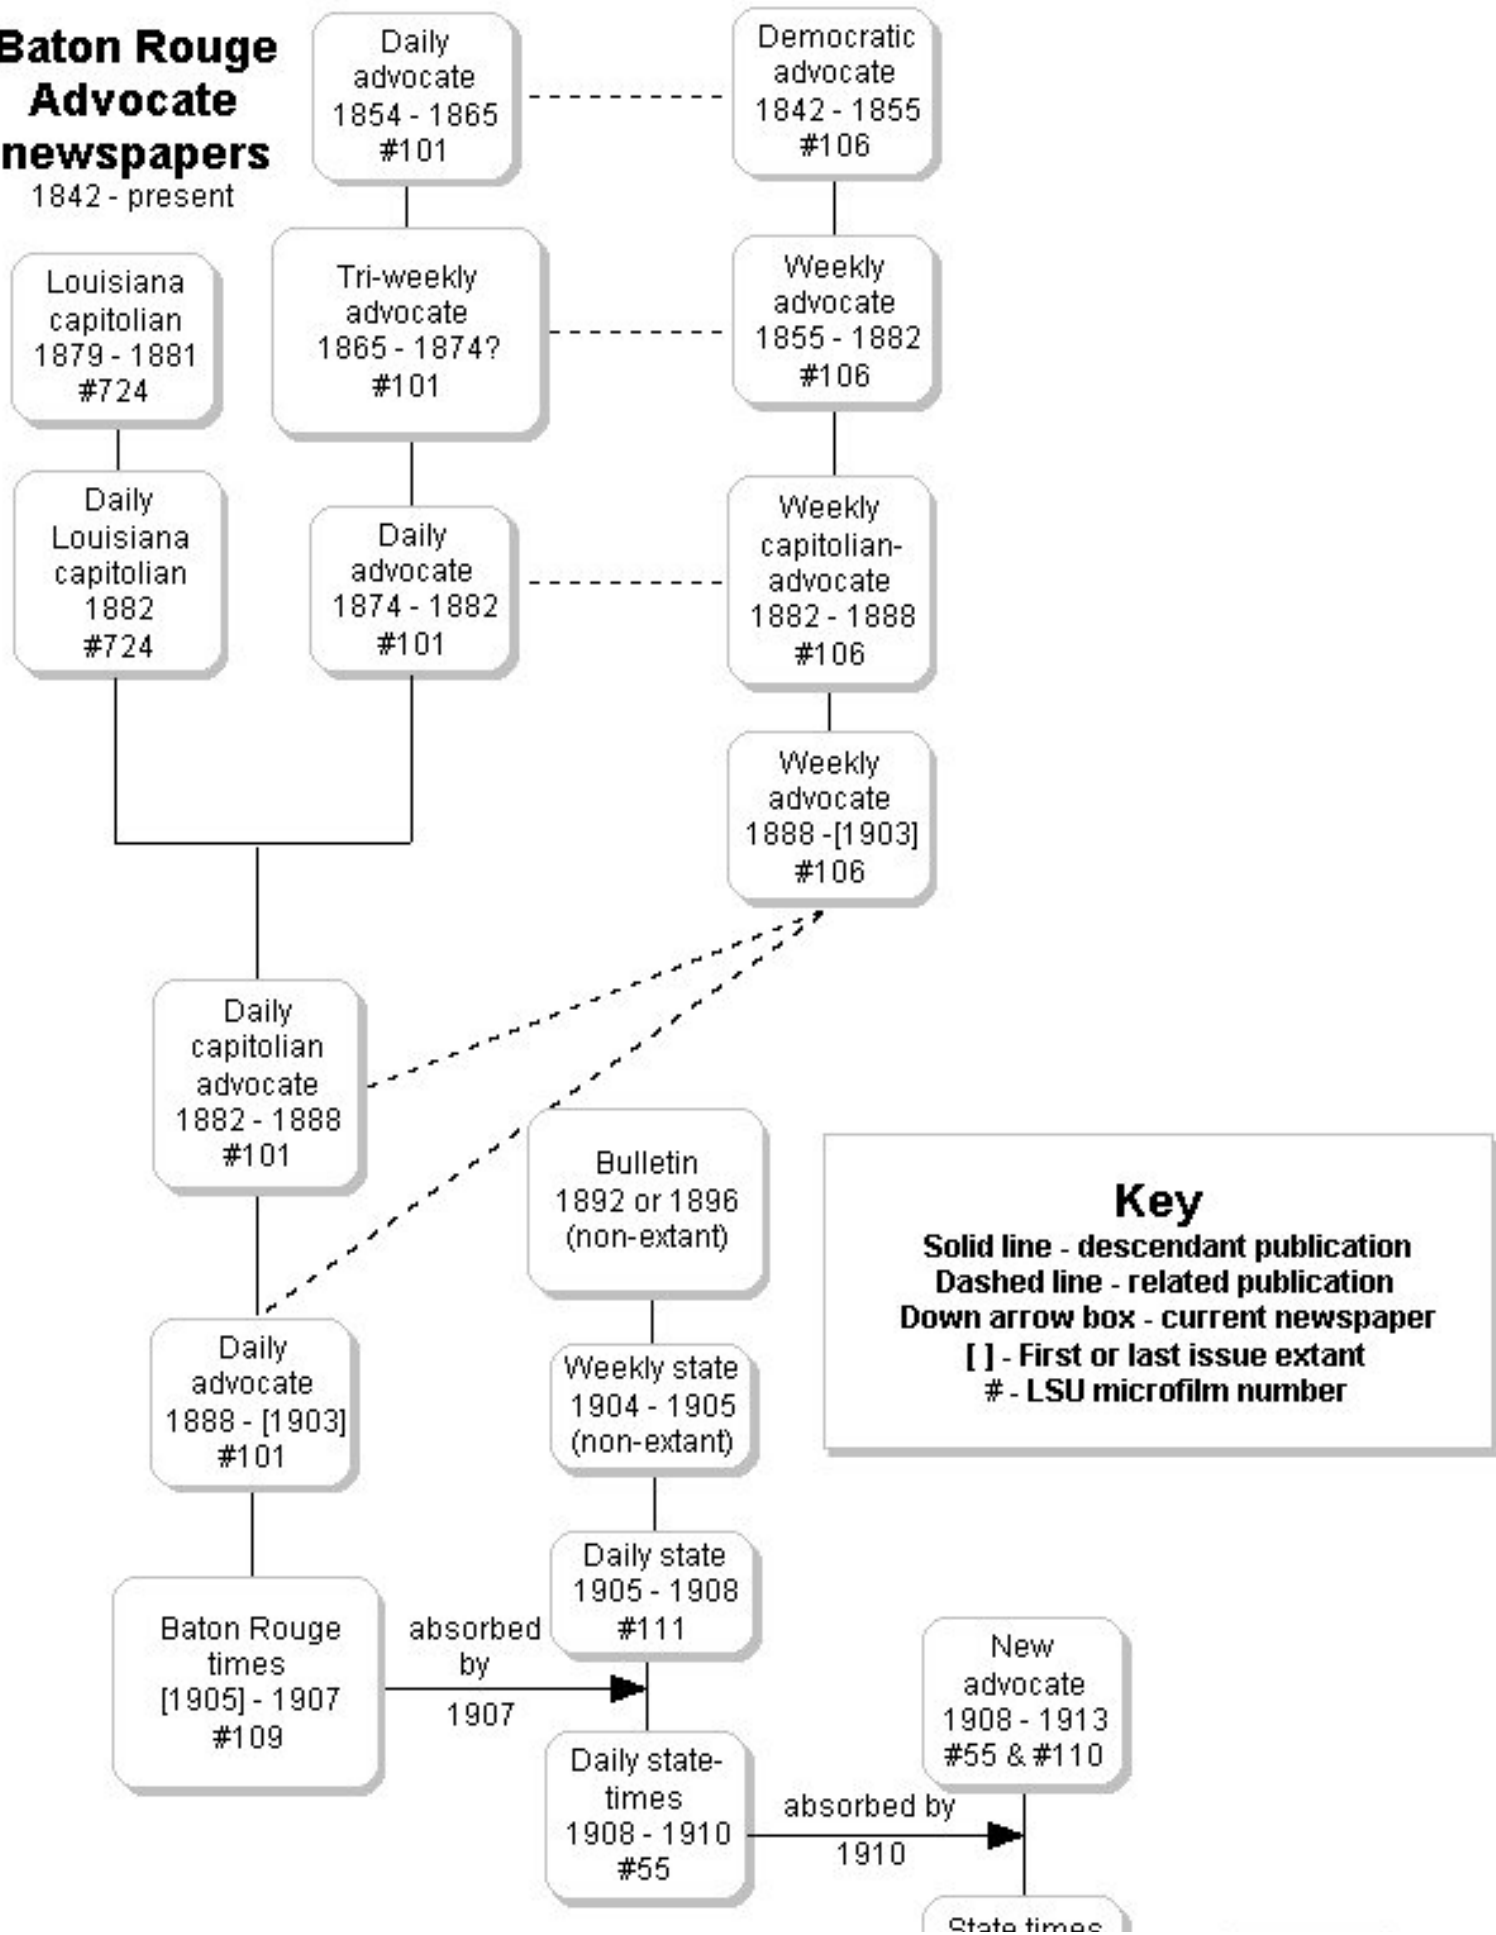 Baton Rouge
Advocate
newspapers
1842 - present
Daily
advocate
1854 - 1865
#101
Democratic
advocate
1842 - 1855
#106
Louisiana
capitolian
1879 - 1881
#724
Tri-weekly
advocate
1865 - 1874?
#101
Weekly
advocate
1855 - 1882
#106
Daily
Louisiana
capitolian
1882
#724
Daily
advocate
1874 - 1882
#101
Weekly
capitolian-
advocate
1882 - 1888
#106
Weekly
advocate
1888 -[1903]
#106
Daily
capitolian
advocate
1882 - 1888
#101
Bulletin
1892 or 1896
(non-extant)
Key
Solid line - descendant publication
Dashed line - related publication
Down arrow box - current newspaper
[ ] - First or last issue extant
# - LSU microfilm number
Daily
advocate
1888 - [1903]
#101
Weekly state
1904 - 1905
(non-extant)
Daily state
1905 - 1908
#111
Baton Rouge
times
[1905] - 1907
#109
absorbed
by
1907
New
advocate
1908 - 1913
#55 & #110
Daily state-
times
1908 - 1910
#55
absorbed by
1910
State times